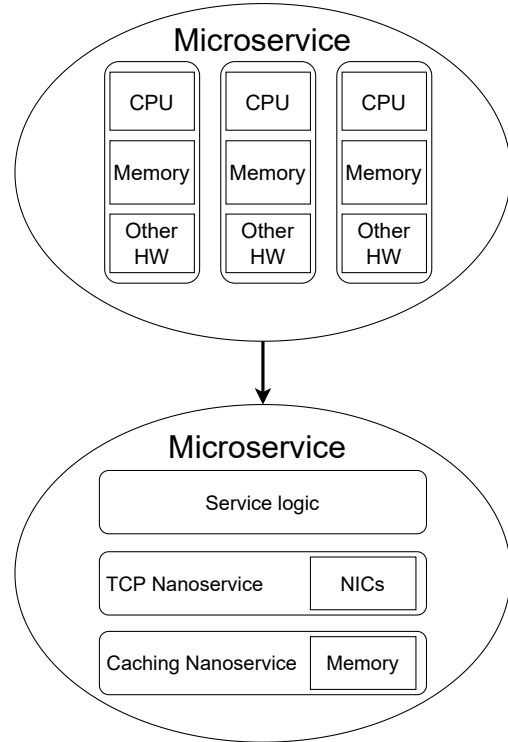 Microservice
CPU CPU CPU
Memory Memory Memory
Other Other Other
HW HW HW
Microservice
Service logic
TCP Nanoservice NICs
Caching Nanoservice Memory